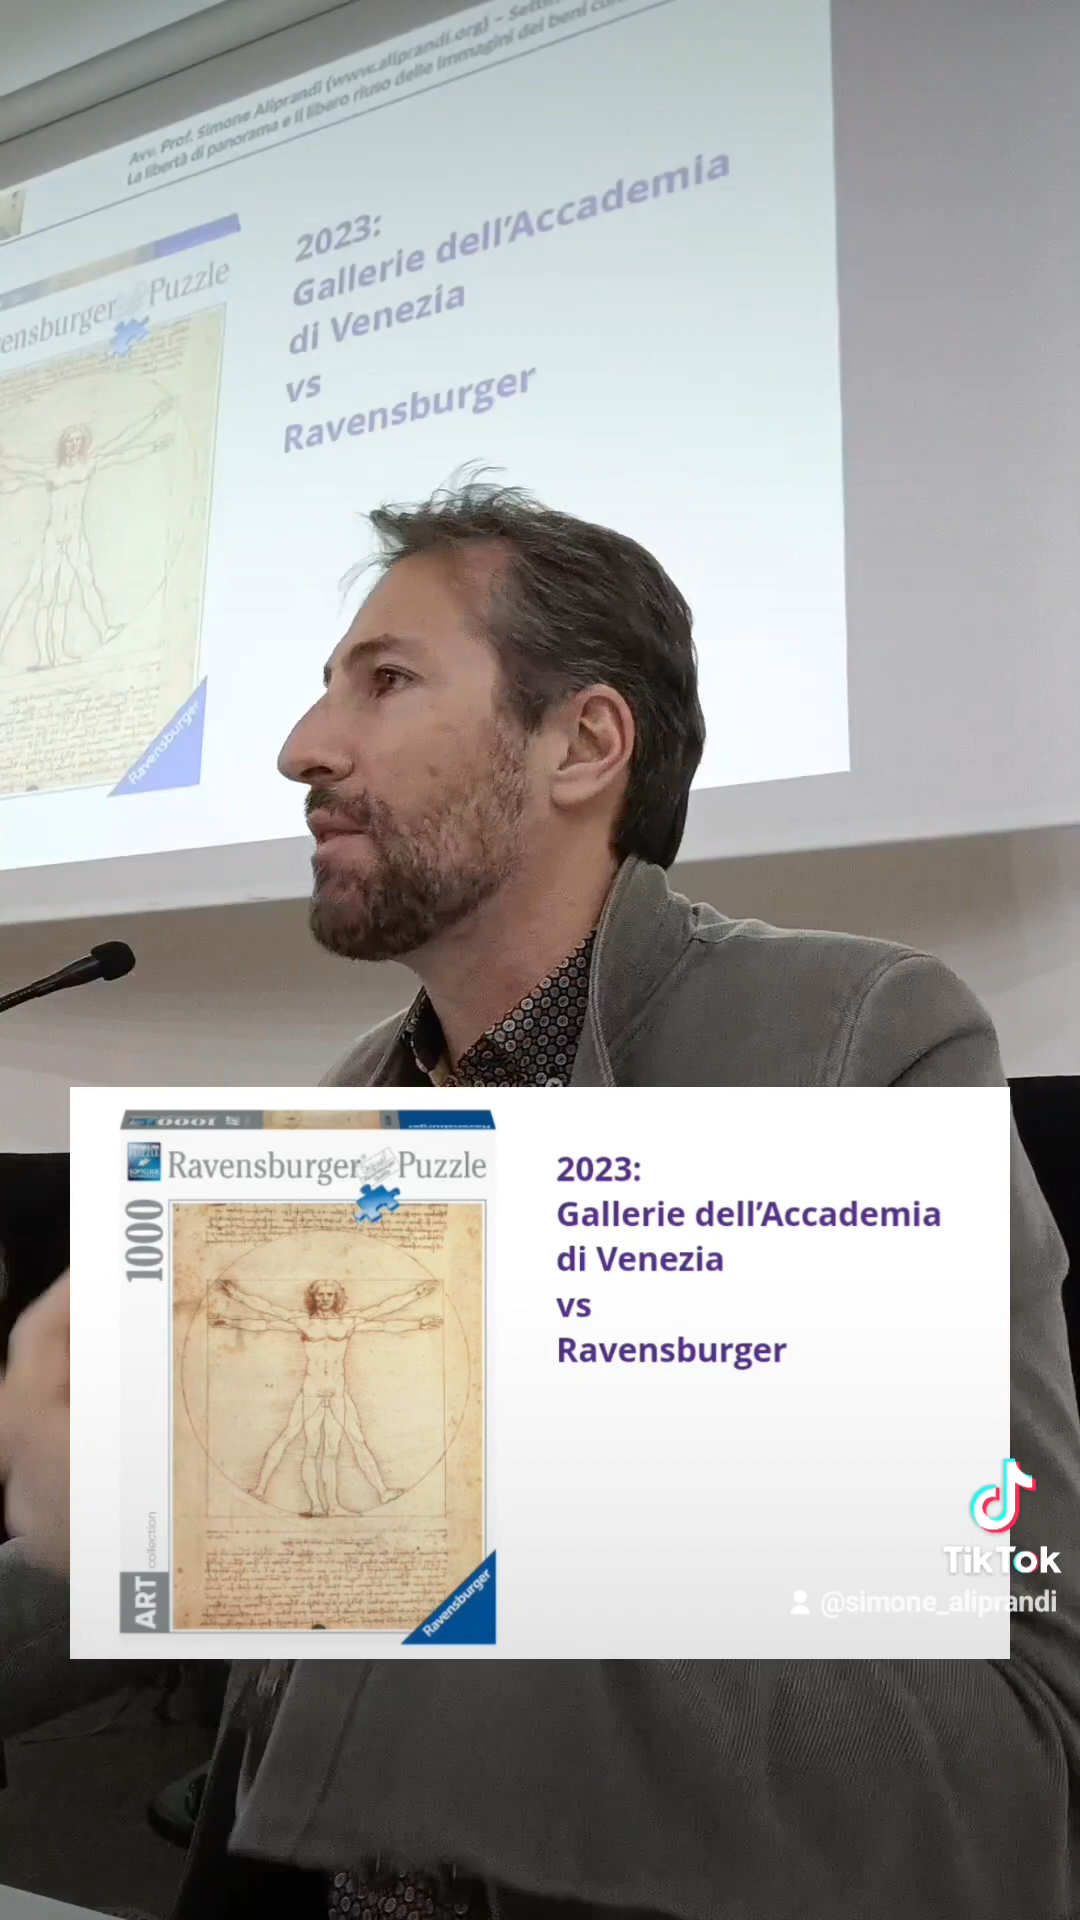 Avv. Prof. Simone Aliprandi (www.aliprandi.org) –
La libertà di panorama e il libero riuso delle immagini dei beni
ensburger Puzzle
Ravensburger
2023:
Gallerie dell'Accademia
di Venezia
vs
Ravensburger
1000
Ravensburger Puzzle
1000
ART collection
Ravensburger
2023:
Gallerie dell'Accademia
di Venezia
vs
Ravensburger
TikTok
@simone_aliprandi